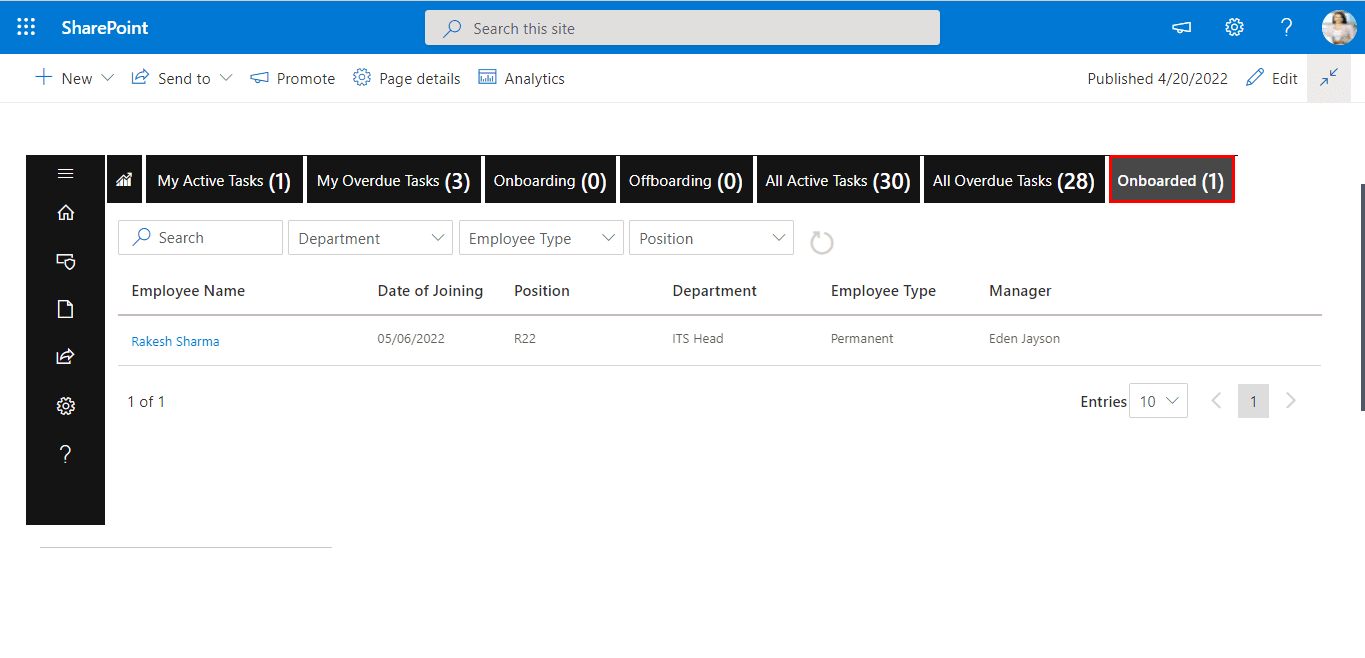 SharePoint Search this site
New Send to Promote Page details Analytics Published 4/20/2022 Edit
My Active Tasks (1) My Overdue Tasks (3) Onboarding (0) Offboarding (0) All Active Tasks (30) All Overdue Tasks (28) Onboarded (1)
Search Department Employee Type Position
Employee Name Date of Joining Position Department Employee Type Manager
Rakesh Sharma 05/06/2022 R22 ITS Head Permanent Eden Jayson
1 of 1 Entries 10 1